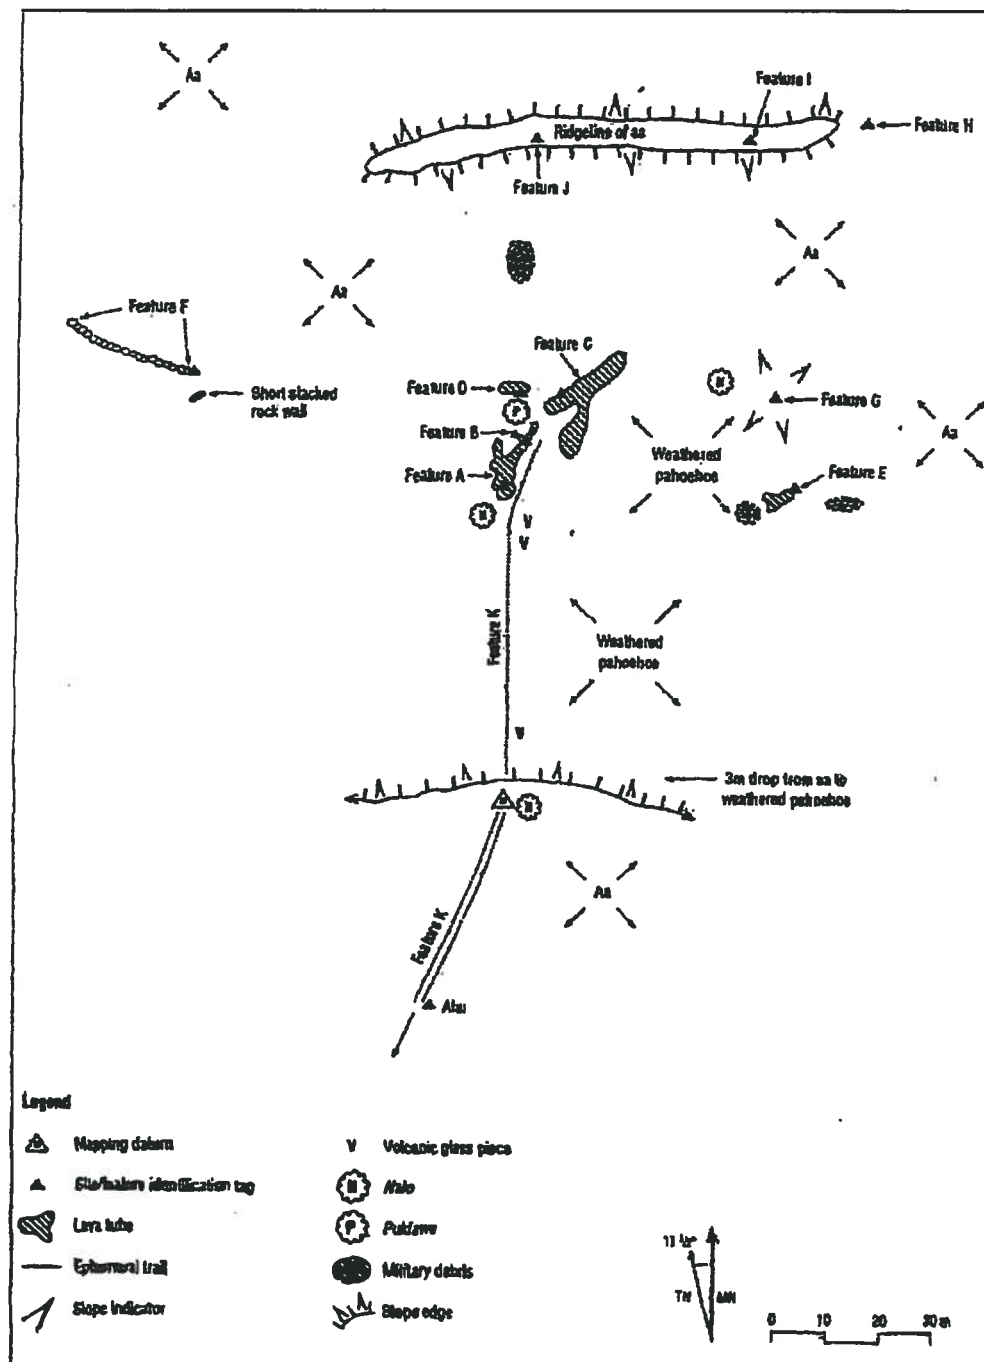 Aa
Feature I
Ridgeline of aa
Feature H
Feature J
Aa
Aa
Feature F
Feature C
Short stacked
rock wall
Feature D
N
Feature G
P
Feature B
Weathered
pahoehoe
Aa
Feature A
Feature E
N
V
V
Feature K
Weathered
pahoehoe
V
3m drop from aa to
weathered pahoehoe
N
Aa
Feature K
Ahu
Legend
Mapping datum
V
Volcanic glass piece
Site/feature identification tag
N
Halo
Lava tube
P
Ephemeral trail
Military debris
Slope indicator
Slope edge
TN
MN
0 10 20 30 m